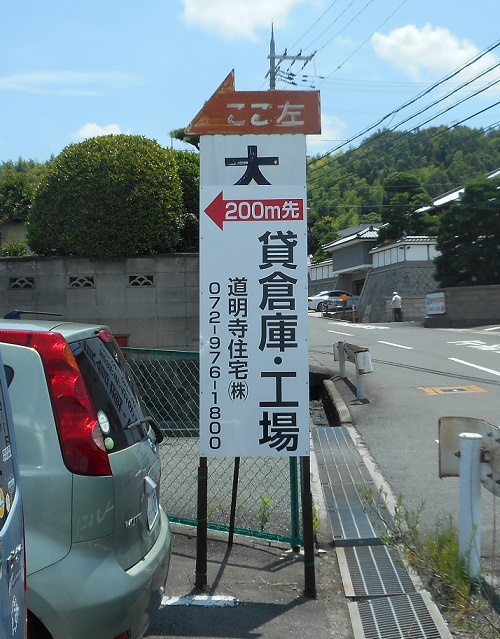 ここ左
大
200m先
貸倉庫・工場
道明寺住宅㈱
072-976-1800